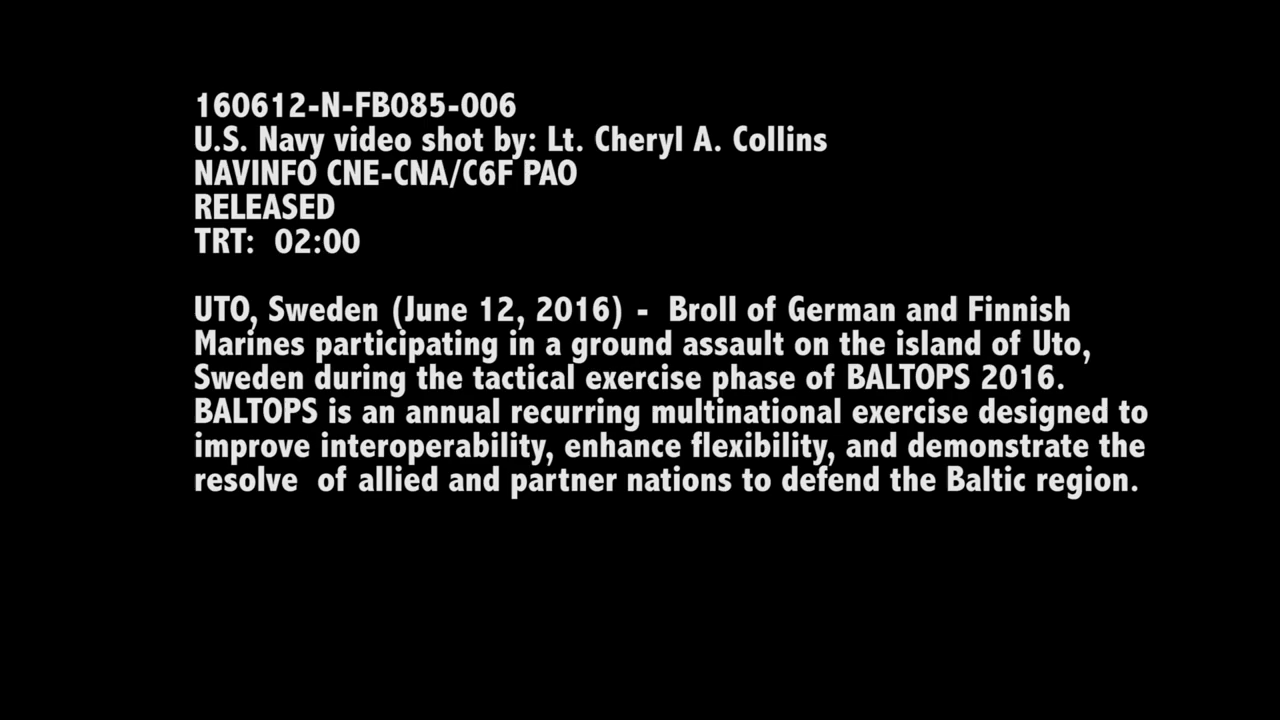 160612-N-FB085-006
U.S. Navy video shot by: Lt. Cheryl A. Collins
NAVINFO CNE-CNA/C6F PAO
RELEASED
TRT:  02:00
UTO, Sweden (June 12, 2016) -  Broll of German and Finnish
Marines participating in a ground assault on the island of Uto,
Sweden during the tactical exercise phase of BALTOPS 2016.
BALTOPS is an annual recurring multinational exercise designed to
improve interoperability, enhance flexibility, and demonstrate the
resolve  of allied and partner nations to defend the Baltic region.